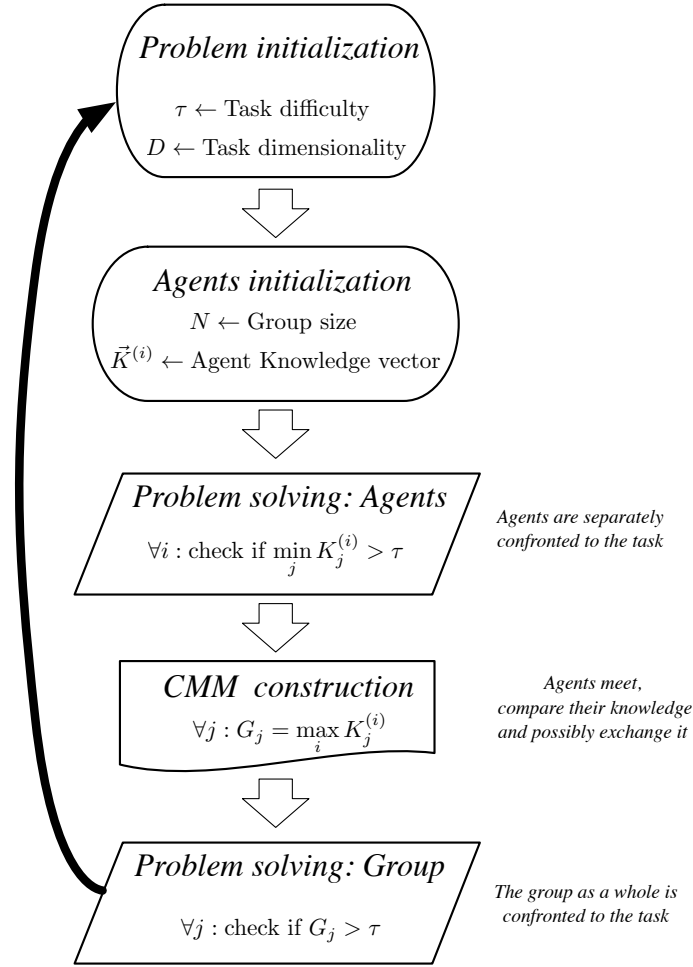 Problem initialization
τ ← Task difficulty
D ← Task dimensionality
Agents initialization
N ← Group size
K⃗^(i) ← Agent Knowledge vector
Problem solving: Agents
∀i : check if min_j K_j^(i) > τ
Agents are separately
confronted to the task
CMM construction
∀j : G_j = max_i K_j^(i)
Agents meet,
compare their knowledge
and possibly exchange it
Problem solving: Group
∀j : check if G_j > τ
The group as a whole is
confronted to the task